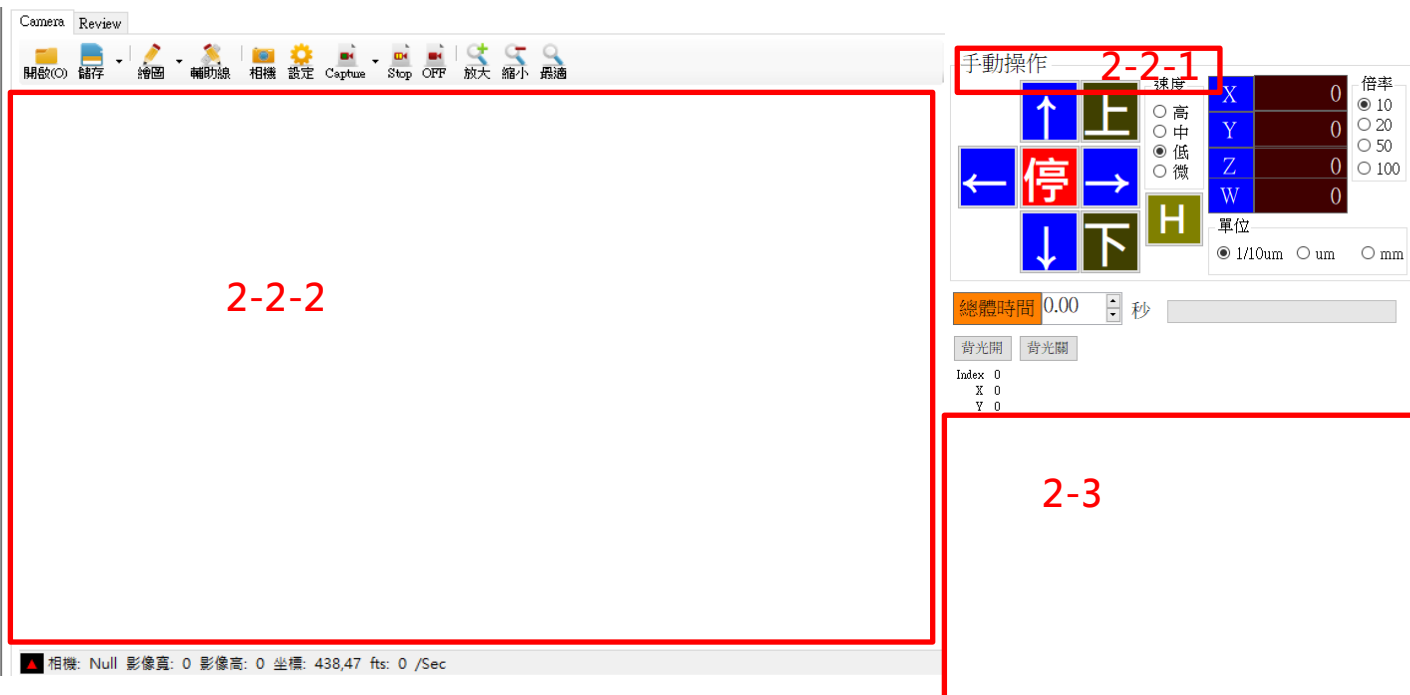 Camera Review
開啟(O) 儲存 繪圖 輔助線 相機 設定 Capture Stop OFF 放大 縮小 最適
2-2-2
相機: Null 影像寬: 0 影像高: 0 坐標: 438,47 fts: 0 /Sec
手動操作
2-2-1
↑ 上
← 停 →
↓ 下
速度
高
中
低
微
H
X 0
Y 0
Z 0
W 0
倍率
10
20
50
100
單位
1/10um um mm
總體時間 0.00 秒
背光開 背光關
Index 0
X 0
Y 0
2-3